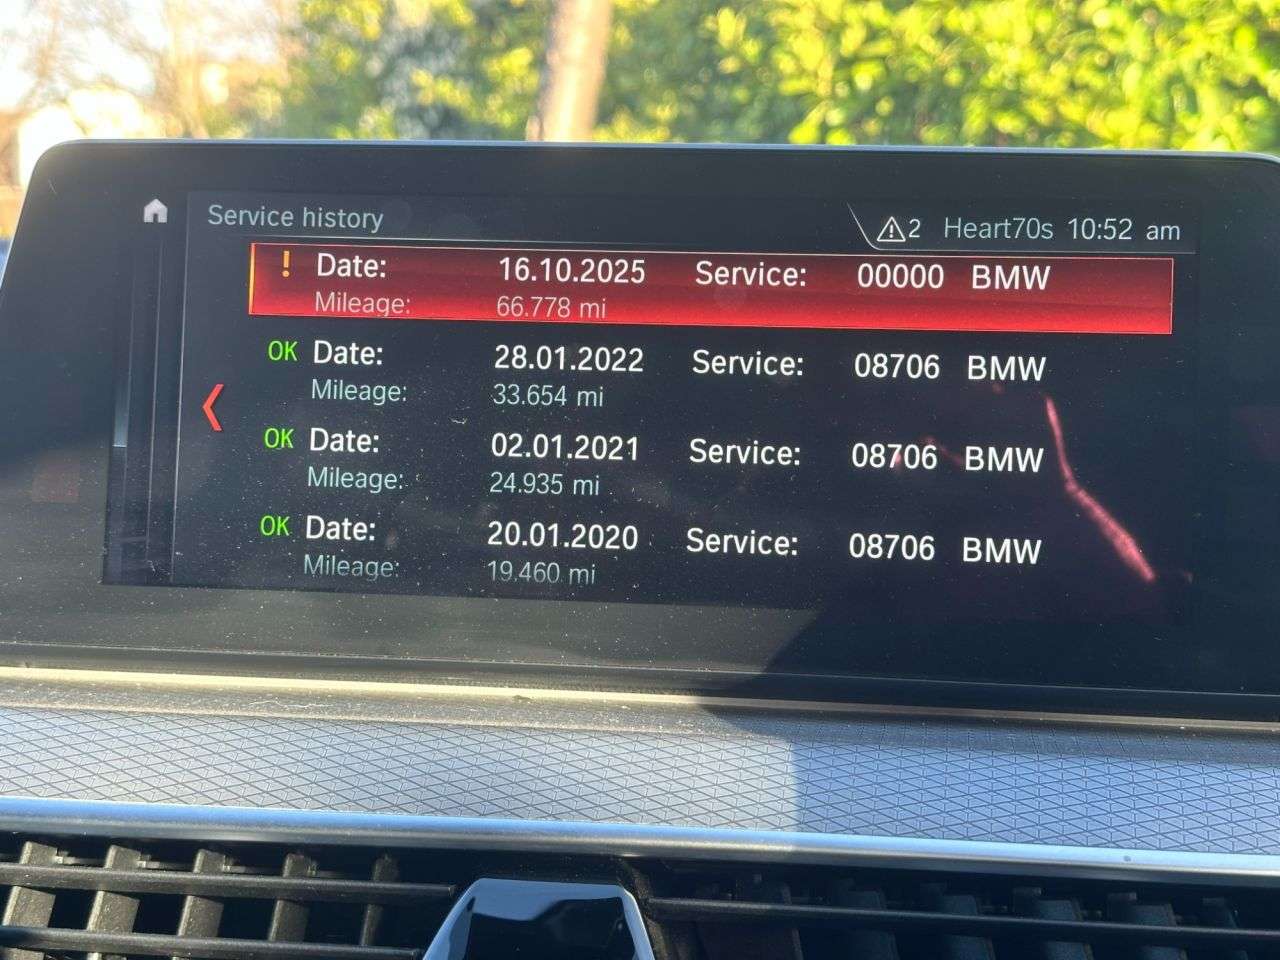 Service history
2 Heart70s 10:52 am
! Date: 16.10.2025 Service: 00000 BMW
Mileage: 66.778 mi
OK Date: 28.01.2022 Service: 08706 BMW
Mileage: 33.654 mi
OK Date: 02.01.2021 Service: 08706 BMW
Mileage: 24.935 mi
OK Date: 20.01.2020 Service: 08706 BMW
Mileage: 19.460 mi